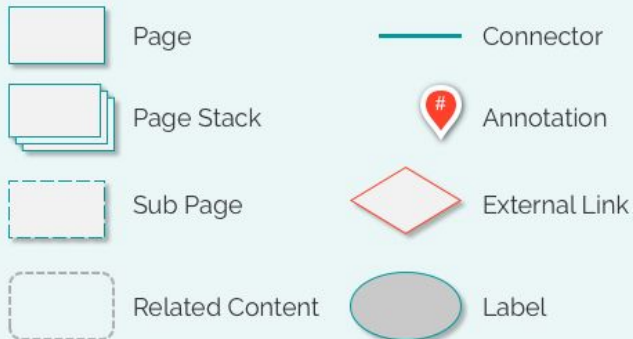 Page
Connector
Page Stack
#
Annotation
Sub Page
External Link
Related Content
Label